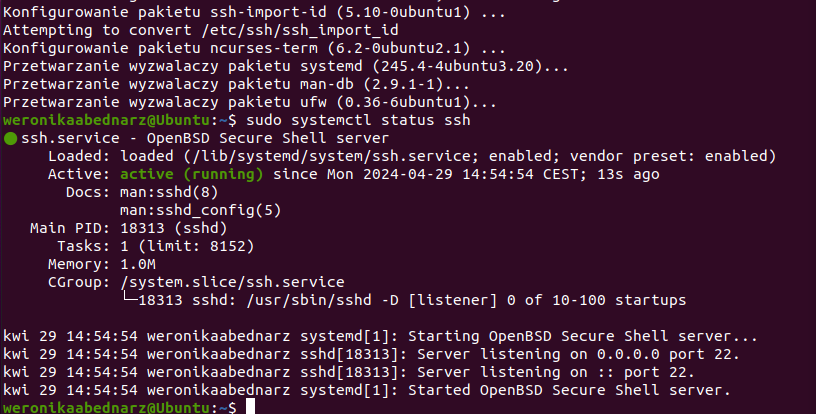 Konfigurowanie pakietu ssh-import-id (5.10-0ubuntu1) ...
Attempting to convert /etc/ssh/ssh_import_id
Konfigurowanie pakietu ncurses-term (6.2-0ubuntu2.1) ...
Przetwarzanie wyzwalaczy pakietu systemd (245.4-4ubuntu3.20)...
Przetwarzanie wyzwalaczy pakietu man-db (2.9.1-1)...
Przetwarzanie wyzwalaczy pakietu ufw (0.36-6ubuntu1)...
weronikaabednarz@Ubuntu:~$ sudo systemctl status ssh
● ssh.service - OpenBSD Secure Shell server
     Loaded: loaded (/lib/systemd/system/ssh.service; enabled; vendor preset: enabled)
     Active: active (running) since Mon 2024-04-29 14:54:54 CEST; 13s ago
       Docs: man:sshd(8)
             man:sshd_config(5)
   Main PID: 18313 (sshd)
      Tasks: 1 (limit: 8152)
     Memory: 1.0M
     CGroup: /system.slice/ssh.service
             └─18313 sshd: /usr/sbin/sshd -D [listener] 0 of 10-100 startups

kwi 29 14:54:54 weronikaabednarz systemd[1]: Starting OpenBSD Secure Shell server...
kwi 29 14:54:54 weronikaabednarz sshd[18313]: Server listening on 0.0.0.0 port 22.
kwi 29 14:54:54 weronikaabednarz sshd[18313]: Server listening on :: port 22.
kwi 29 14:54:54 weronikaabednarz systemd[1]: Started OpenBSD Secure Shell server.
weronikaabednarz@Ubuntu:~$